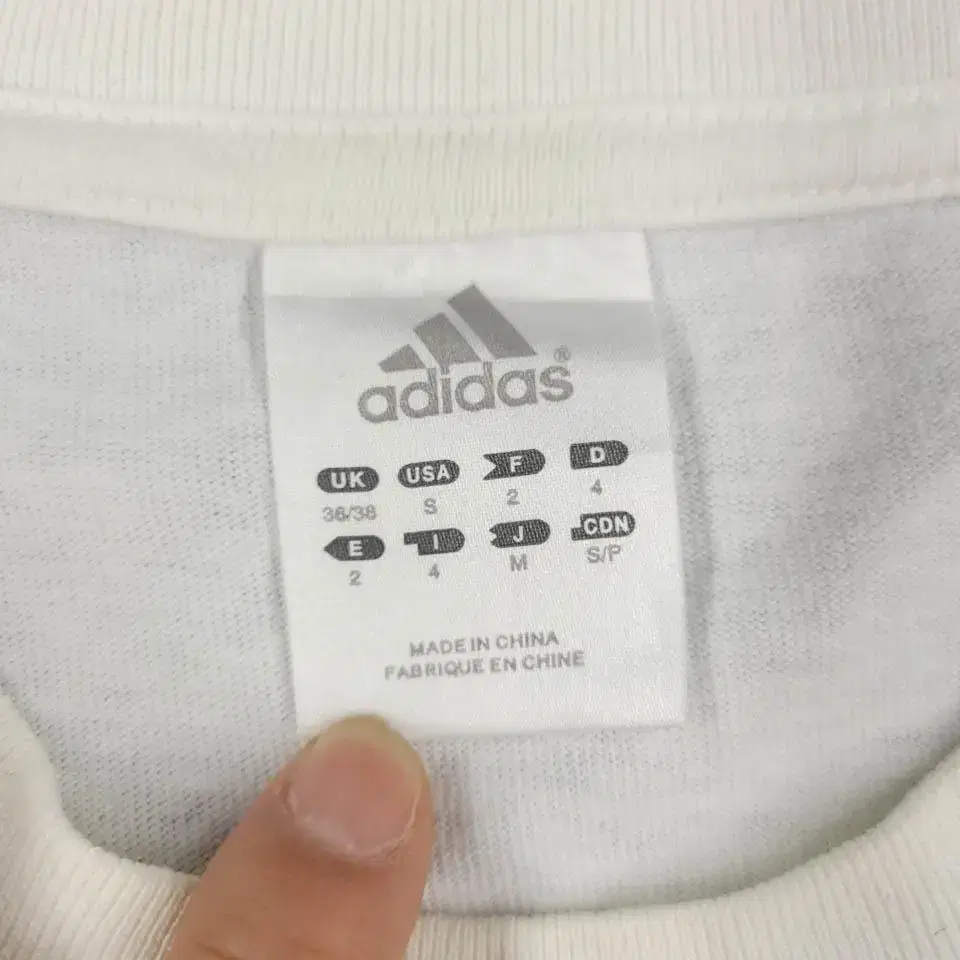 adidas®
UK USA F D
36/38 S 2 4
E I J CDN
2 4 M S/P
MADE IN CHINA
FABRIQUE EN CHINE